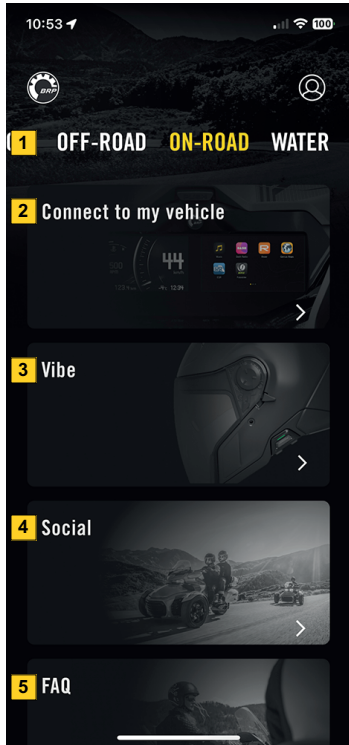 10:53
100
BRP
1 OFF-ROAD ON-ROAD WATER
2 Connect to my vehicle
44
3 Vibe
4 Social
5 FAQ